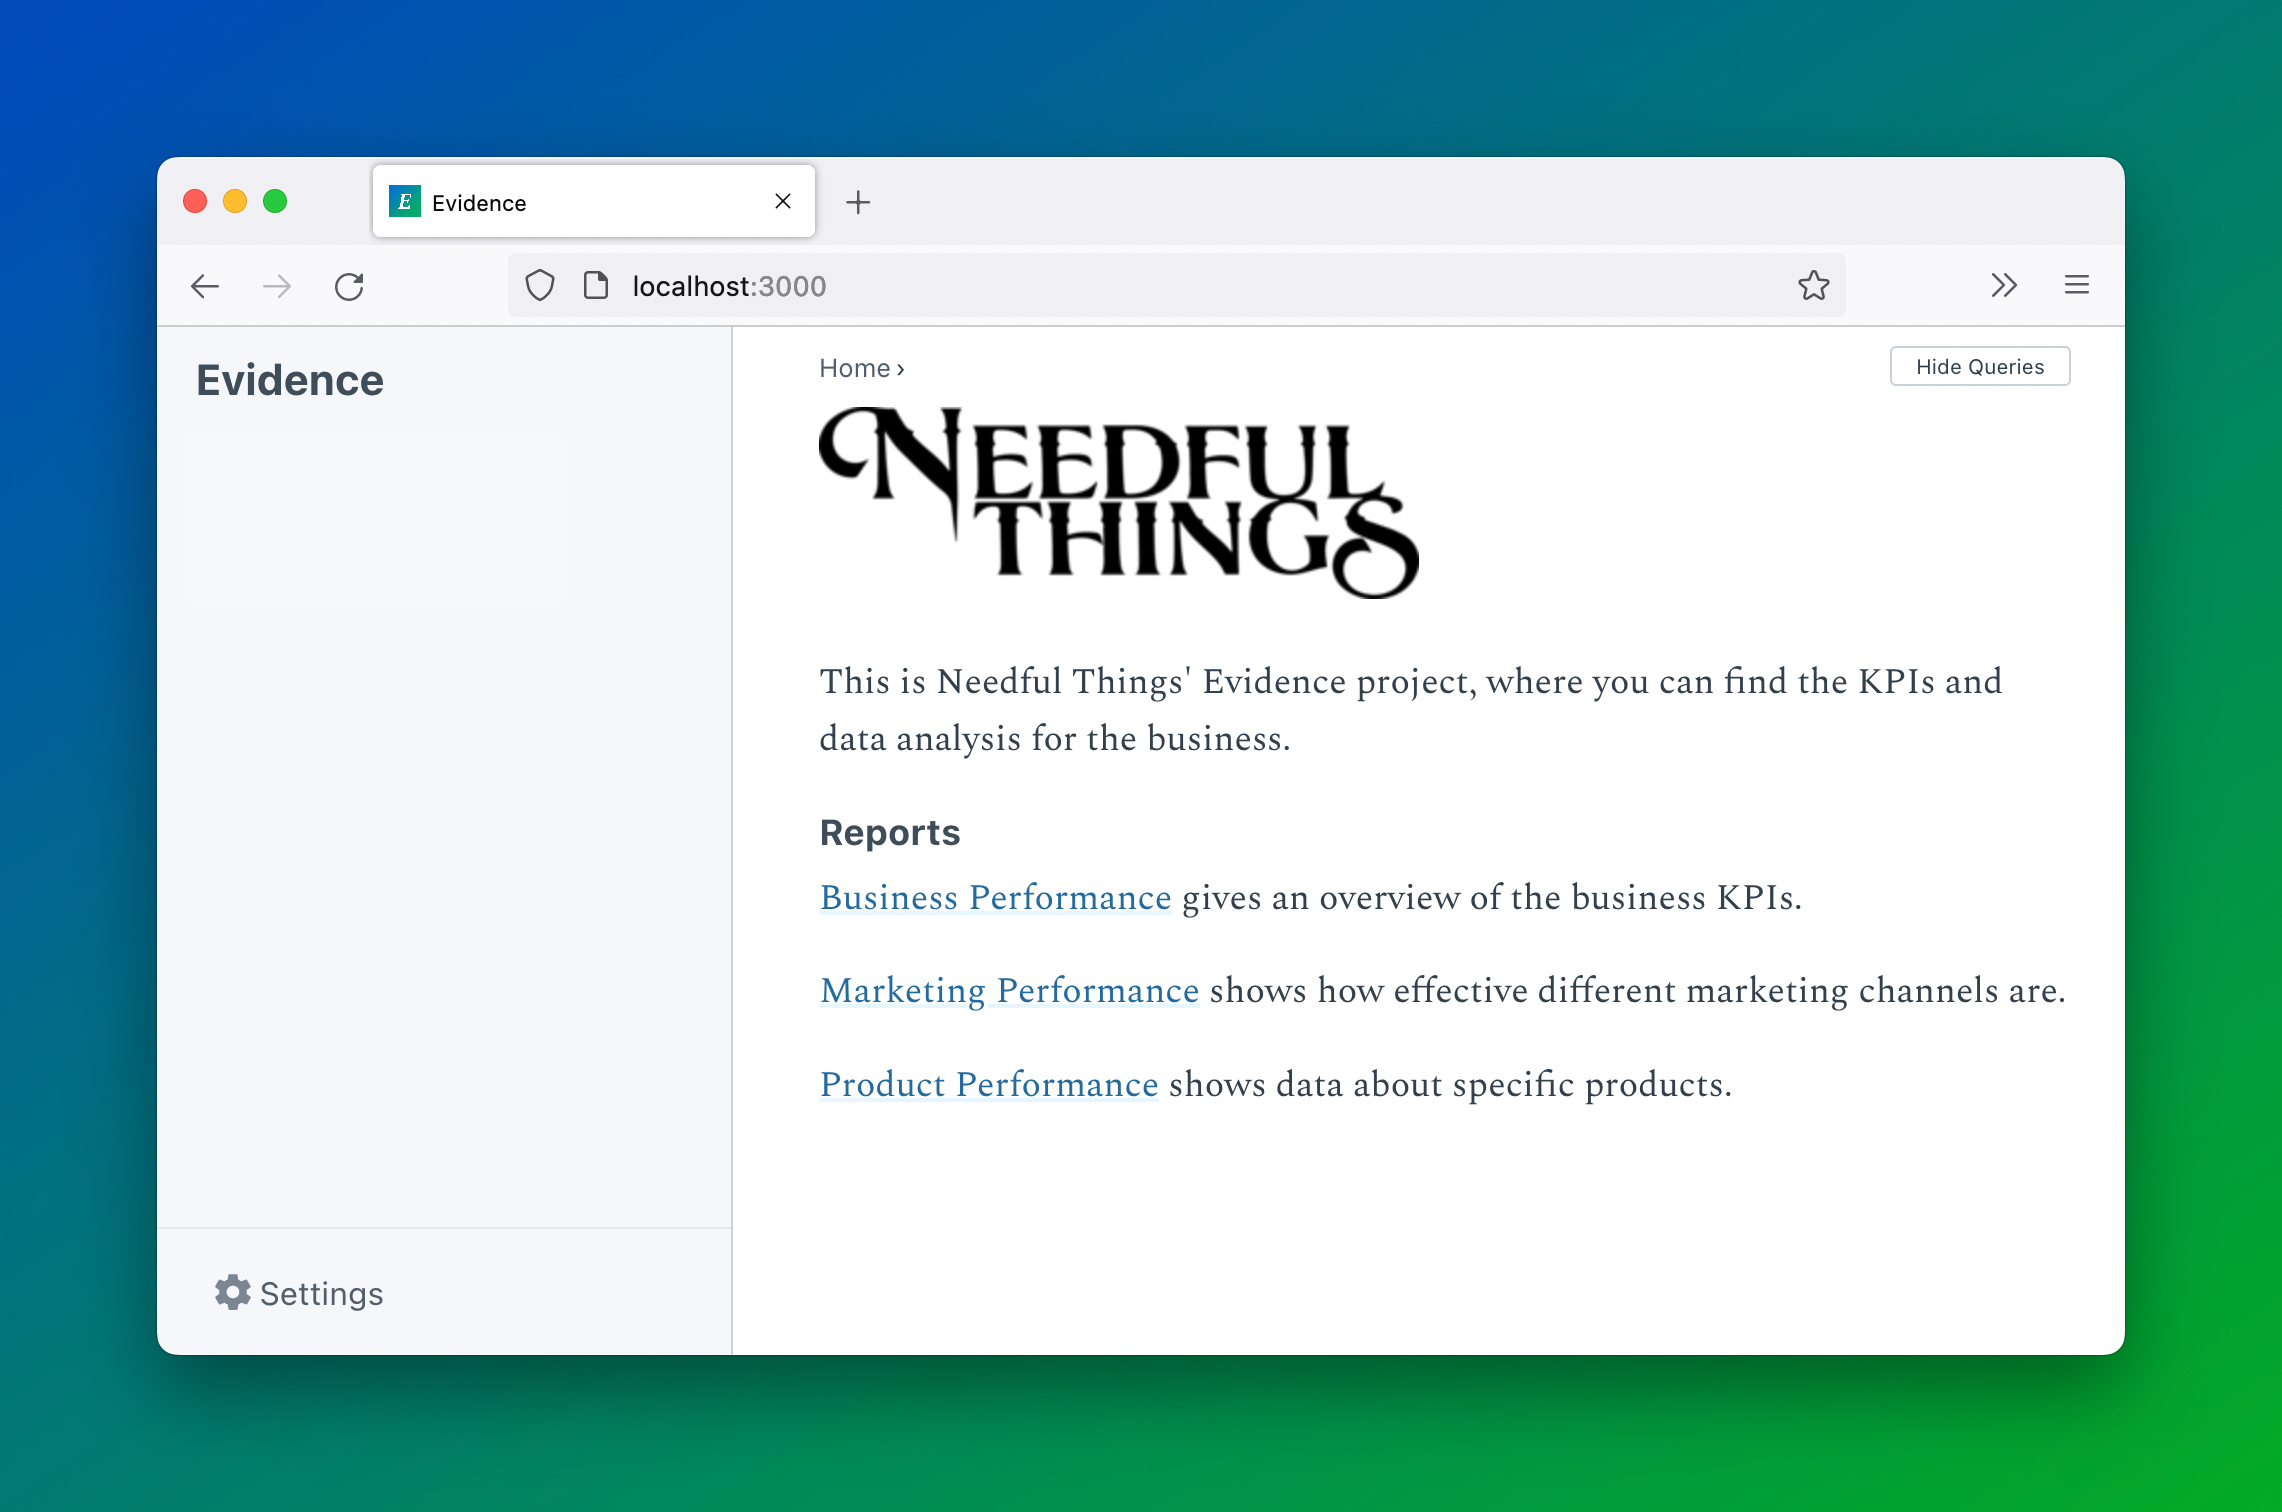 Evidence
localhost:3000
Evidence
Home ›
Hide Queries
NEEDFUL
THINGS
This is Needful Things' Evidence project, where you can find the KPIs and
data analysis for the business.
Reports
Business Performance gives an overview of the business KPIs.
Marketing Performance shows how effective different marketing channels are.
Product Performance shows data about specific products.
Settings